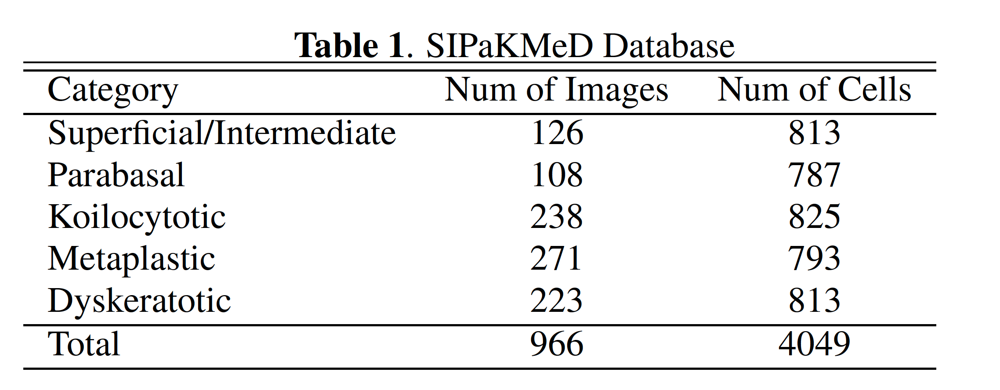 Table 1. SIPaKMeD Database
Category Num of Images Num of Cells
Superficial/Intermediate 126 813
Parabasal 108 787
Koilocytotic 238 825
Metaplastic 271 793
Dyskeratotic 223 813
Total 966 4049